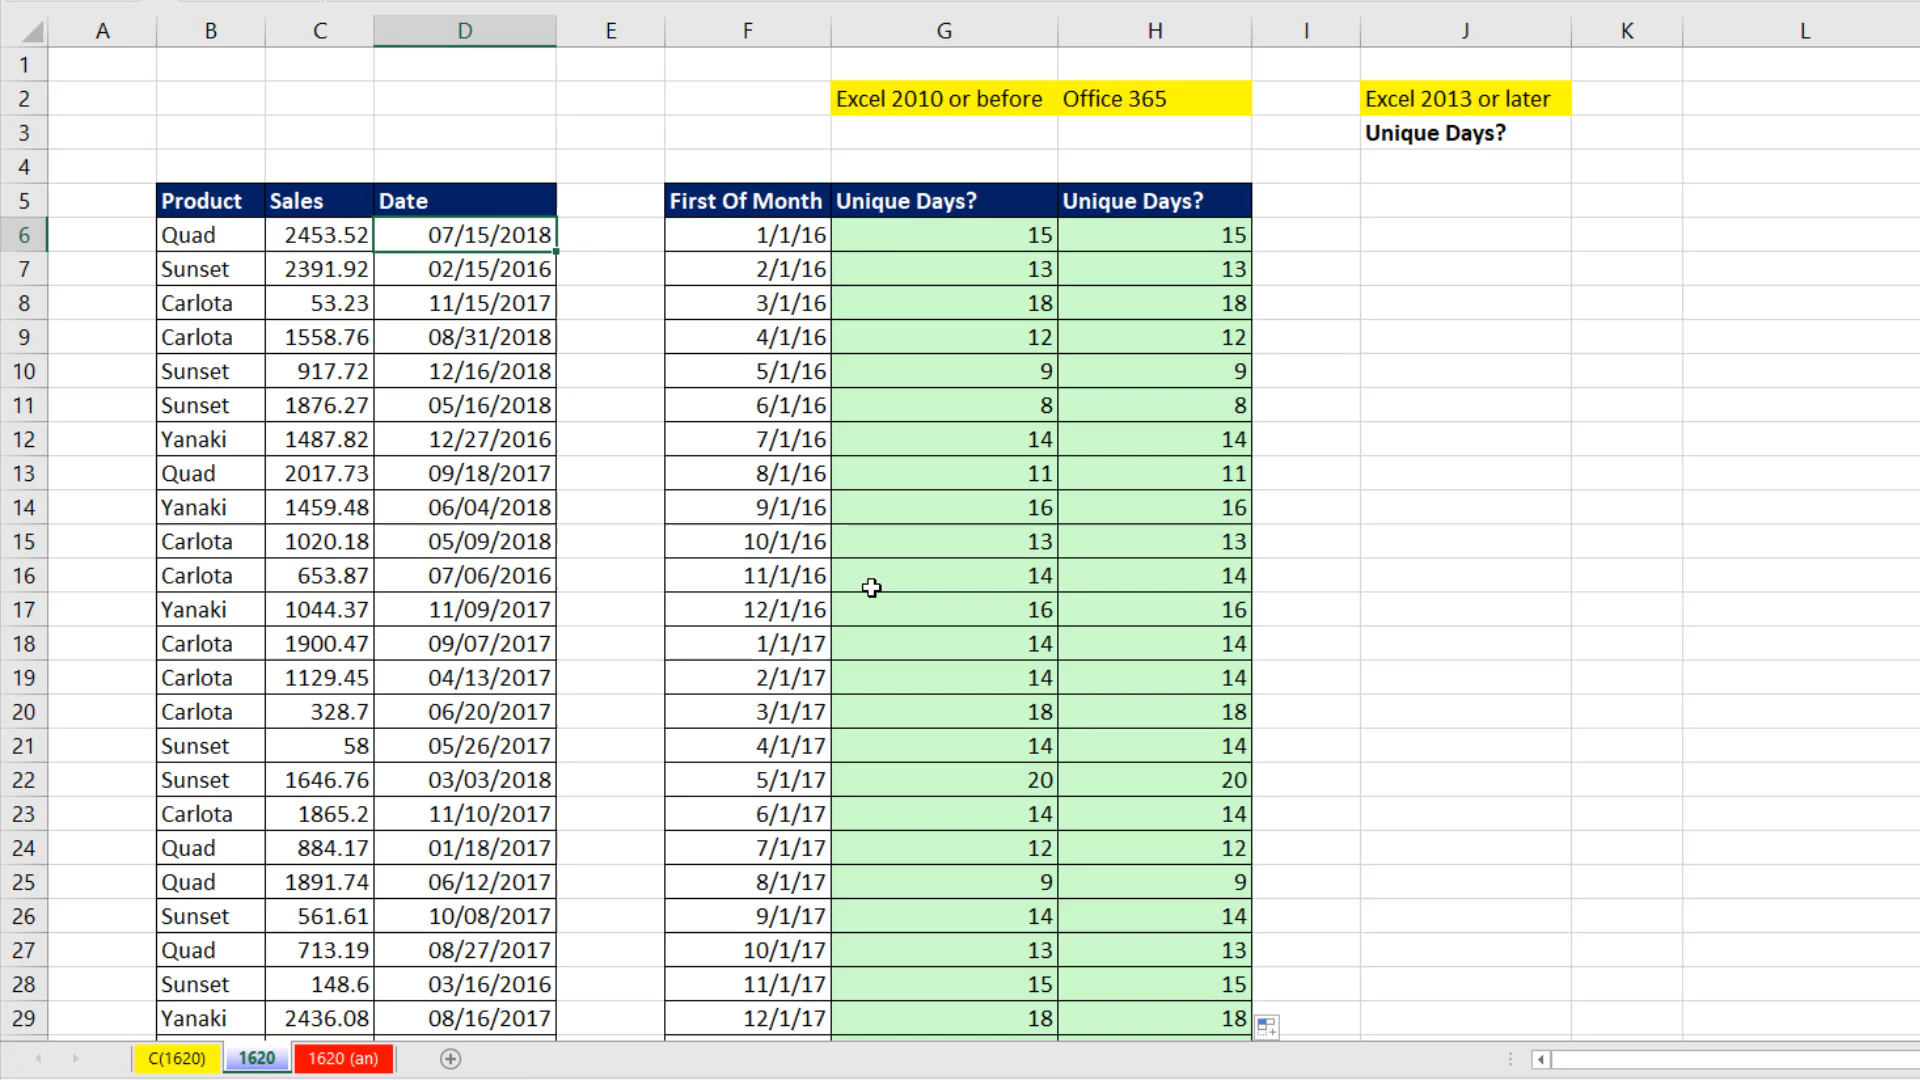 A B C D E F G H I J K L
1
2 Excel 2010 or before Office 365 Excel 2013 or later
3 Unique Days?
4
5 Product Sales Date First Of Month Unique Days? Unique Days?
6 Quad 2453.52 07/15/2018 1/1/16 15 15
7 Sunset 2391.92 02/15/2016 2/1/16 13 13
8 Carlota 53.23 11/15/2017 3/1/16 18 18
9 Carlota 1558.76 08/31/2018 4/1/16 12 12
10 Sunset 917.72 12/16/2018 5/1/16 9 9
11 Sunset 1876.27 05/16/2018 6/1/16 8 8
12 Yanaki 1487.82 12/27/2016 7/1/16 14 14
13 Quad 2017.73 09/18/2017 8/1/16 11 11
14 Yanaki 1459.48 06/04/2018 9/1/16 16 16
15 Carlota 1020.18 05/09/2018 10/1/16 13 13
16 Carlota 653.87 07/06/2016 11/1/16 14 14
17 Yanaki 1044.37 11/09/2017 12/1/16 16 16
18 Carlota 1900.47 09/07/2017 1/1/17 14 14
19 Carlota 1129.45 04/13/2017 2/1/17 14 14
20 Carlota 328.7 06/20/2017 3/1/17 18 18
21 Sunset 58 05/26/2017 4/1/17 14 14
22 Sunset 1646.76 03/03/2018 5/1/17 20 20
23 Carlota 1865.2 11/10/2017 6/1/17 14 14
24 Quad 884.17 01/18/2017 7/1/17 12 12
25 Quad 1891.74 06/12/2017 8/1/17 9 9
26 Sunset 561.61 10/08/2017 9/1/17 14 14
27 Quad 713.19 08/27/2017 10/1/17 13 13
28 Sunset 148.6 03/16/2016 11/1/17 15 15
29 Yanaki 2436.08 08/16/2017 12/1/17 18 18
C(1620) 1620 1620 (an)